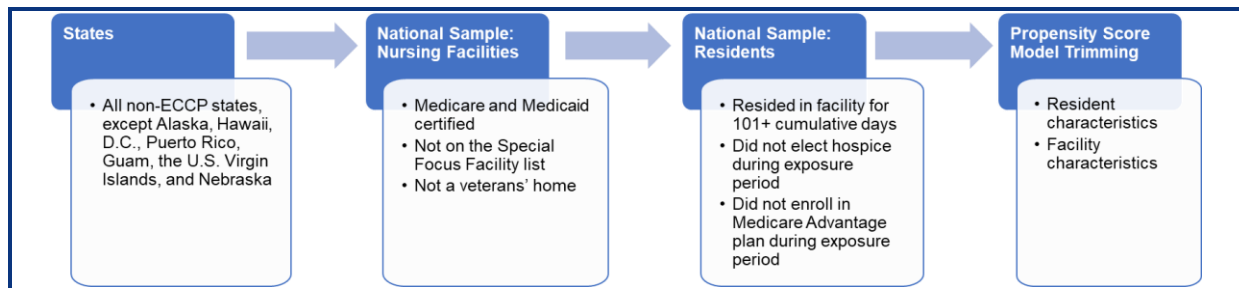 States
• All non-ECCP states,
except Alaska, Hawaii,
D.C., Puerto Rico,
Guam, the U.S. Virgin
Islands, and Nebraska
National Sample:
Nursing Facilities
• Medicare and Medicaid
certified
• Not on the Special
Focus Facility list
• Not a veterans’ home
National Sample:
Residents
• Resided in facility for
101+ cumulative days
• Did not elect hospice
during exposure
period
• Did not enroll in
Medicare Advantage
plan during exposure
period
Propensity Score
Model Trimming
• Resident
characteristics
• Facility
characteristics